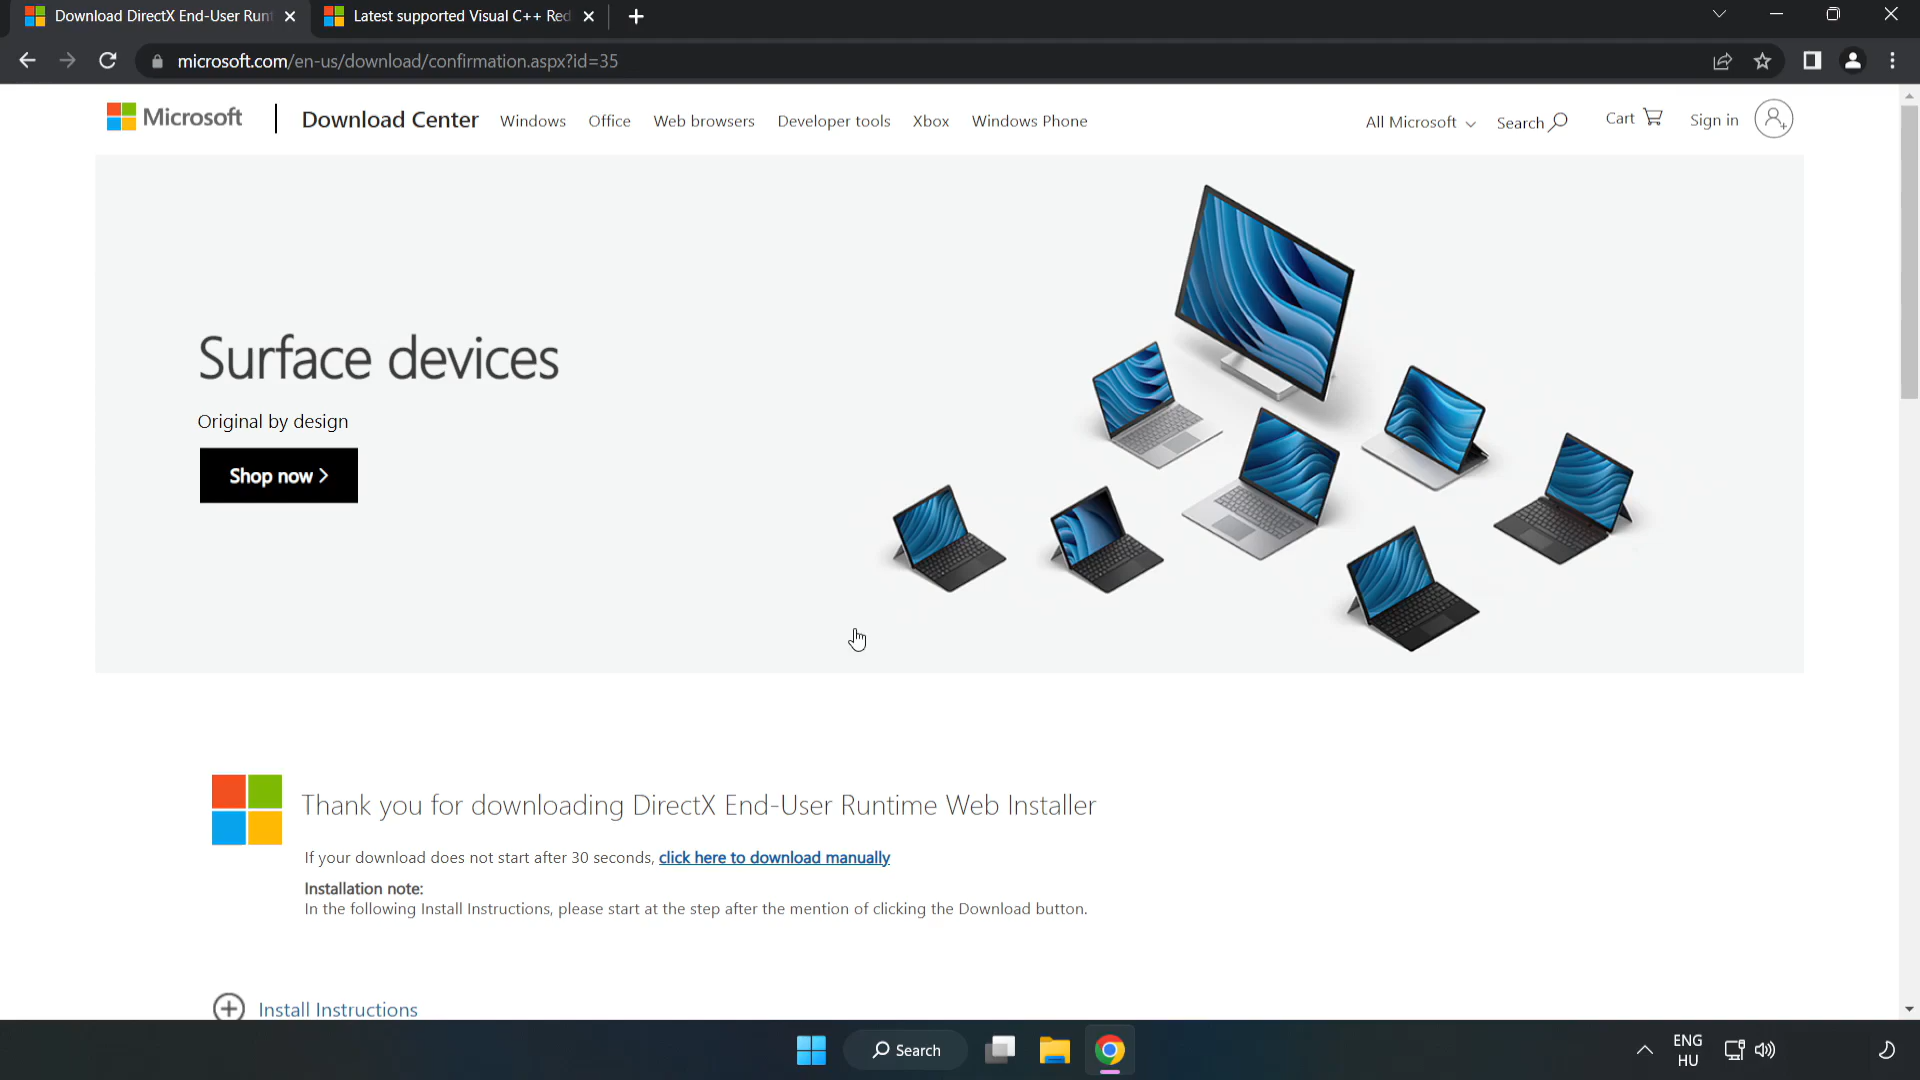 Download DirectX End-User Runt
Latest supported Visual C++ Red
microsoft.com/en-us/download/confirmation.aspx?id=35
Microsoft
Download Center
Windows
Office
Web browsers
Developer tools
Xbox
Windows Phone
All Microsoft
Search
Cart
Sign in
Surface devices
Original by design
Shop now
Thank you for downloading DirectX End-User Runtime Web Installer
If your download does not start after 30 seconds, click here to download manually
Installation note:
In the following Install Instructions, please start at the step after the mention of clicking the Download button.
Install Instructions
Search
ENG
HU